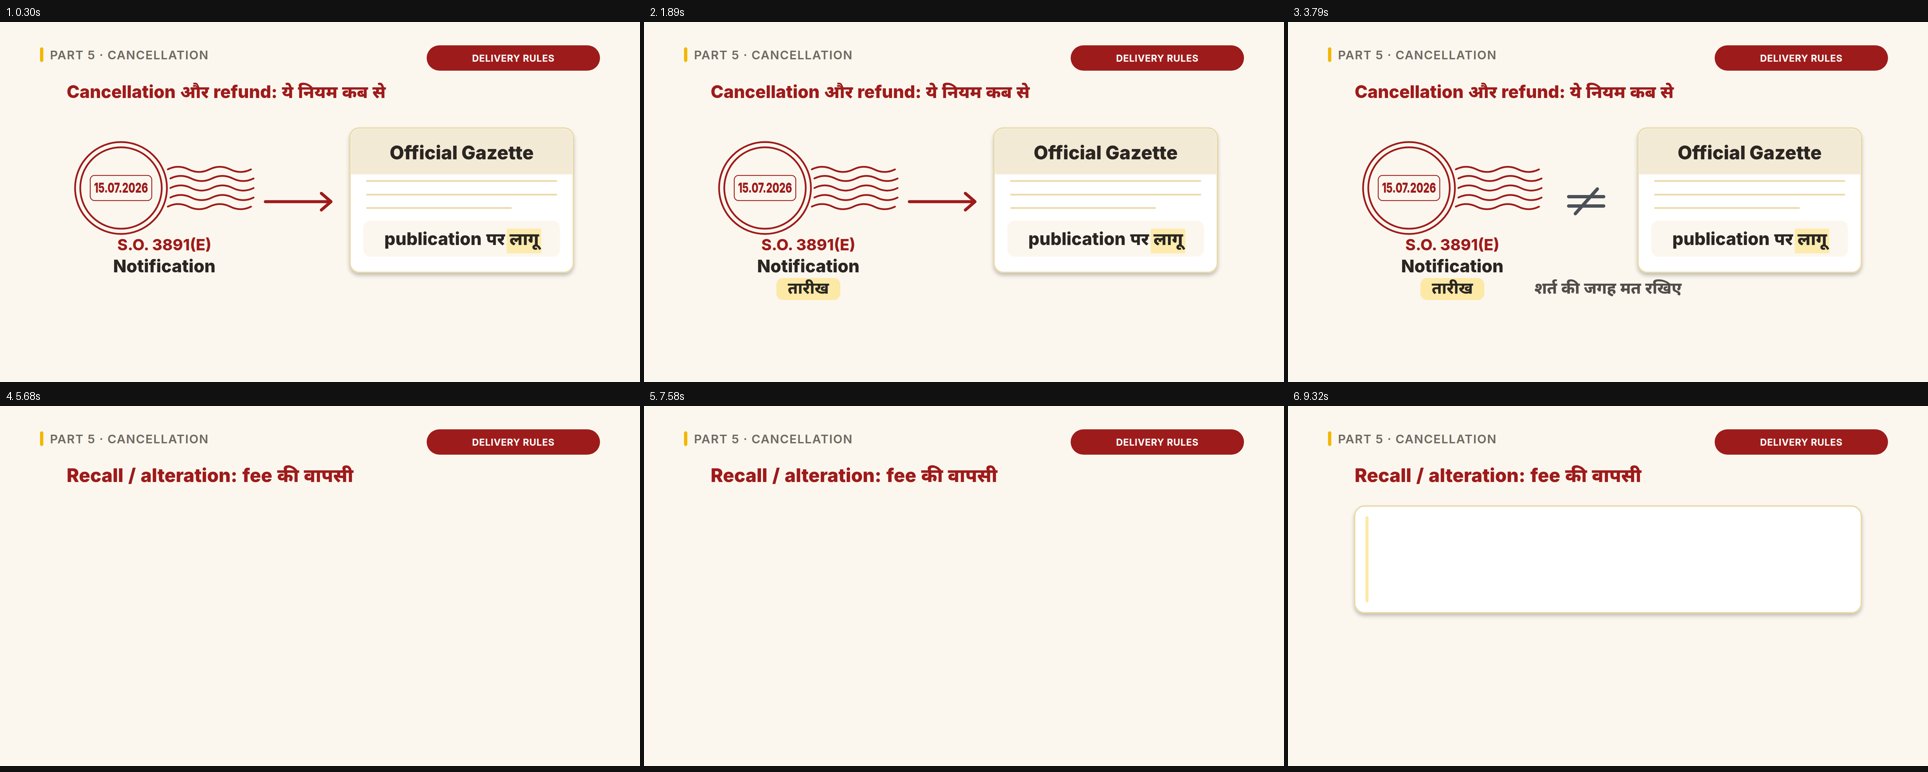 1. 0.30s
PART 5 · CANCELLATION
DELIVERY RULES
Cancellation और refund: ये नियम कब से
15.07.2026
S.O. 3891(E)
Notification
Official Gazette
publication पर लागू
2. 1.89s
PART 5 · CANCELLATION
DELIVERY RULES
Cancellation और refund: ये नियम कब से
15.07.2026
S.O. 3891(E)
Notification
तारीख
Official Gazette
publication पर लागू
3. 3.79s
PART 5 · CANCELLATION
DELIVERY RULES
Cancellation और refund: ये नियम कब से
15.07.2026
S.O. 3891(E)
Notification
तारीख
≠
Official Gazette
publication पर लागू
शर्त की जगह मत रखिए
4. 5.68s
PART 5 · CANCELLATION
DELIVERY RULES
Recall / alteration: fee की वापसी
5. 7.58s
PART 5 · CANCELLATION
DELIVERY RULES
Recall / alteration: fee की वापसी
6. 9.32s
PART 5 · CANCELLATION
DELIVERY RULES
Recall / alteration: fee की वापसी